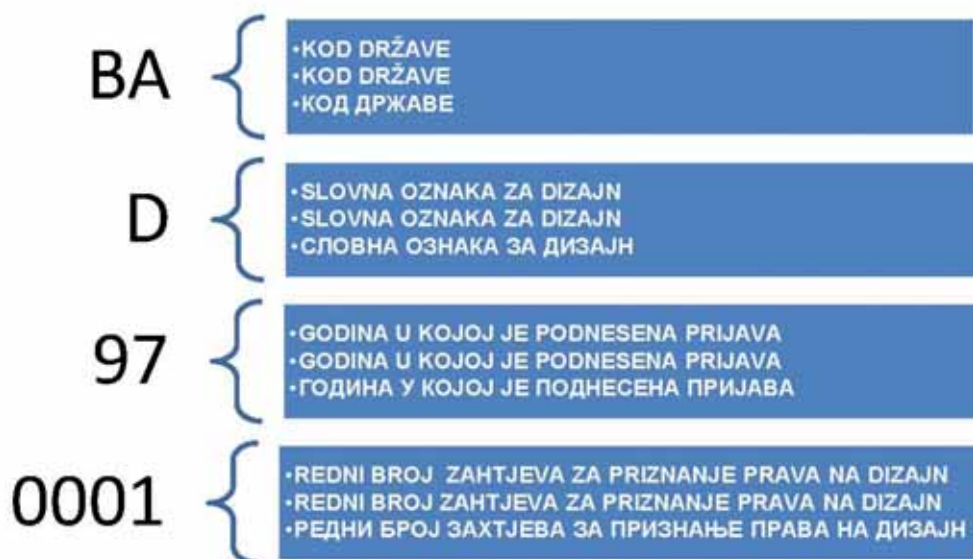 BA
•KOD DRŽAVE
•KOD DRŽAVE
•КОД ДРЖАВЕ
D
•SLOVNA OZNAKA ZA DIZAJN
•SLOVNA OZNAKA ZA DIZAJN
•СЛОВНА ОЗНАКА ЗА ДИЗАЈН
97
•GODINA U KOJOJ JE PODNESENA PRIJAVA
•GODINA U KOJOJ JE PODNESENA PRIJAVA
•ГОДИНА У КОЈОЈ ЈЕ ПОДНЕСЕНА ПРИЈАВА
0001
•REDNI BROJ ZAHTJEVA ZA PRIZNANJE PRAVA NA DIZAJN
•REDNI BROJ ZAHTJEVA ZA PRIZNANJE PRAVA NA DIZAJN
•РЕДНИ БРОЈ ЗАХТЈЕВА ЗА ПРИЗНАЊЕ ПРАВА НА ДИЗАЈН